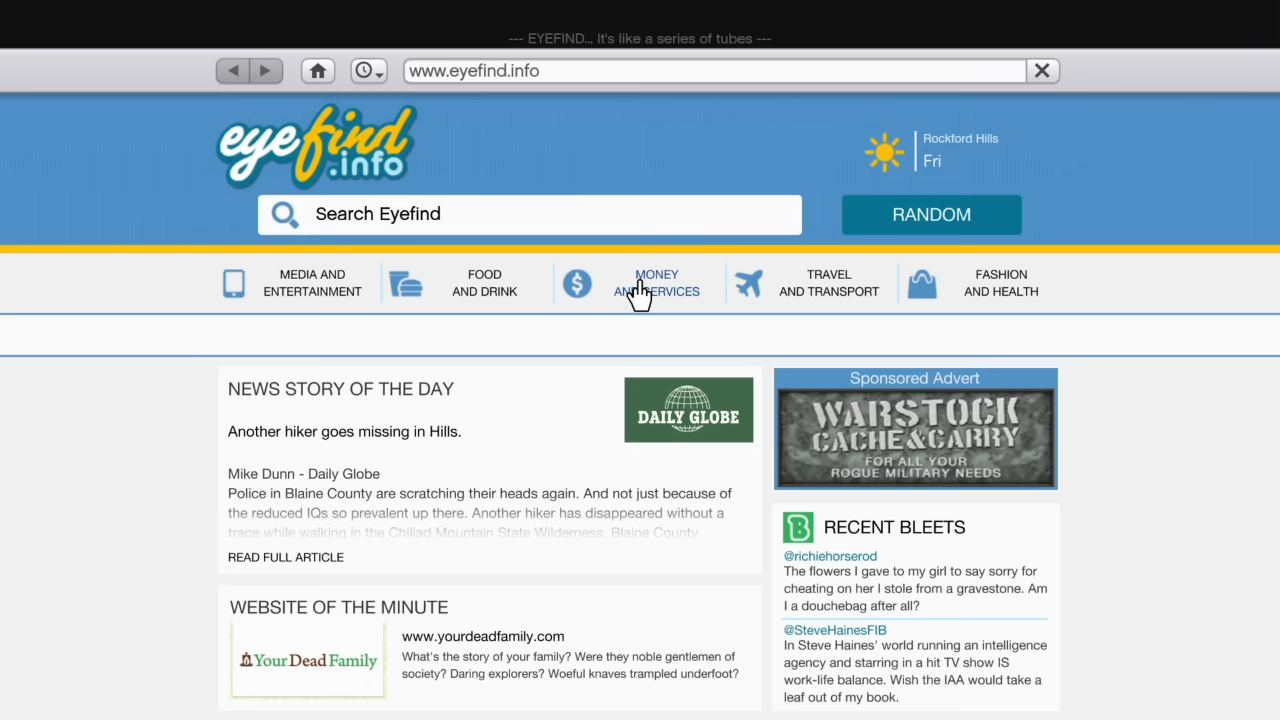 --- EYEFIND... It's like a series of tubes ---
www.eyefind.info
eyefind
.info
Rockford Hills
Fri
Search Eyefind
RANDOM
MEDIA AND
ENTERTAINMENT
FOOD
AND DRINK
MONEY
AND SERVICES
TRAVEL
AND TRANSPORT
FASHION
AND HEALTH
NEWS STORY OF THE DAY
DAILY GLOBE
Another hiker goes missing in Hills.
Mike Dunn - Daily Globe
Police in Blaine County are scratching their heads again. And not just because of
the reduced IQs so prevalent up there. Another hiker has disappeared without a
trace while walking in the Chiliad Mountain State Wilderness, Blaine County
READ FULL ARTICLE
WEBSITE OF THE MINUTE
Your Dead Family
www.yourdeadfamily.com
What's the story of your family? Were they noble gentlemen of
society? Daring explorers? Woeful knaves trampled underfoot?
Sponsored Advert
WARSTOCK
CACHE & CARRY
FOR ALL YOUR
ROGUE MILITARY NEEDS
RECENT BLEETS
@richiehorserod
The flowers I gave to my girl to say sorry for
cheating on her I stole from a gravestone. Am
I a douchebag after all?
@SteveHainesFIB
In Steve Haines' world running an intelligence
agency and starring in a hit TV show IS
work-life balance. Wish the IAA would take a
leaf out of my book.